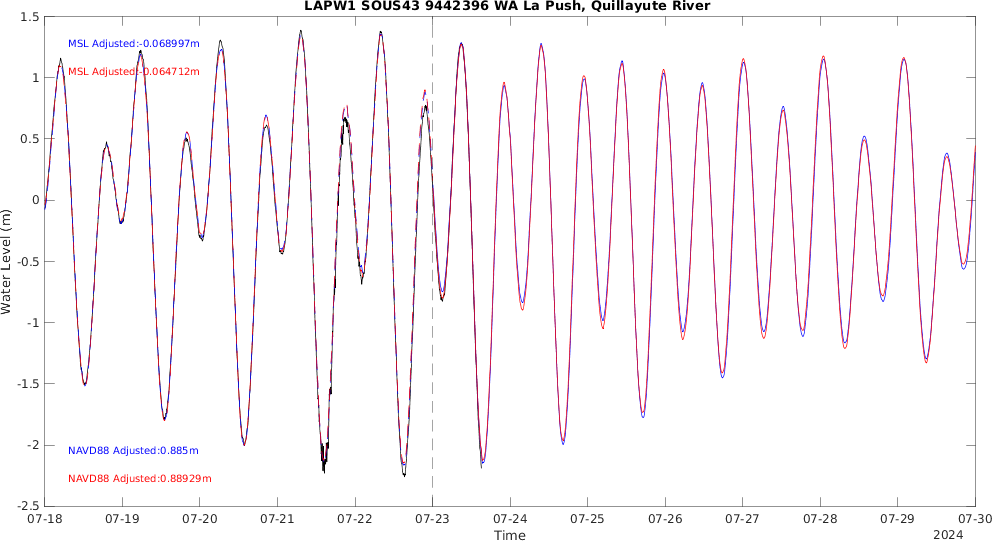 LAPW1 SOUS43 9442396 WA La Push, Quillayute River
1.5
MSL Adjusted:-0.068997m
MSL Adjusted:-0.064712m
1
0.5
0
Water Level (m)
-0.5
-1
-1.5
-2
NAVD88 Adjusted:0.885m
NAVD88 Adjusted:0.88929m
-2.5
07-18 07-19 07-20 07-21 07-22 07-23 07-24 07-25 07-26 07-27 07-28 07-29 07-30
Time
2024